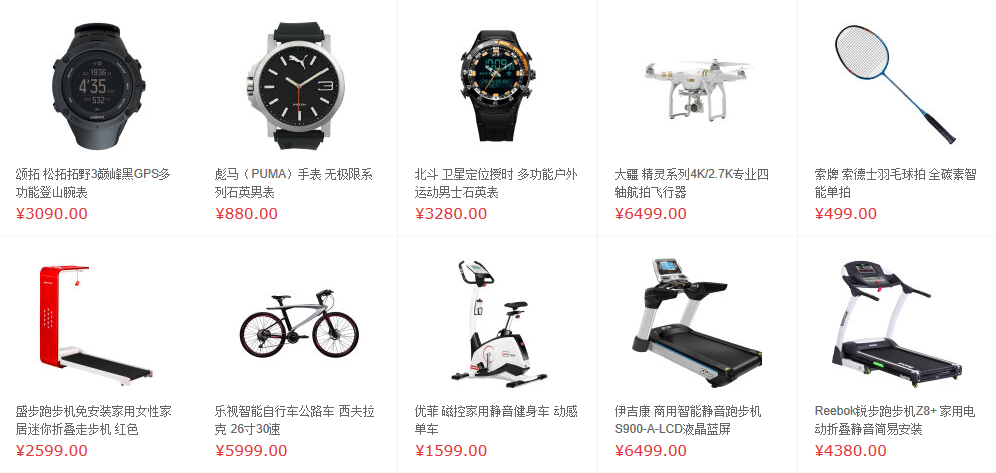 颂拓 松拓拓野3巅峰黑GPS多
功能登山腕表
¥3090.00
彪马（PUMA）手表 无极限系
列石英男表
¥880.00
北斗 卫星定位授时 多功能户外
运动男士石英表
¥3280.00
大疆 精灵系列4K/2.7K专业四
轴航拍飞行器
¥6499.00
索牌 索德士羽毛球拍 全碳素智
能单拍
¥499.00
盛步跑步机免安装家用女性家
居迷你折叠走步机 红色
¥2599.00
乐视智能自行车公路车 西夫拉
克 26寸30速
¥5999.00
优菲 磁控家用静音健身车 动感
单车
¥1599.00
伊吉康 商用智能静音跑步机
S900-A-LCD液晶蓝屏
¥6499.00
Reebok锐步跑步机Z8+ 家用电
动折叠静音简易安装
¥4380.00